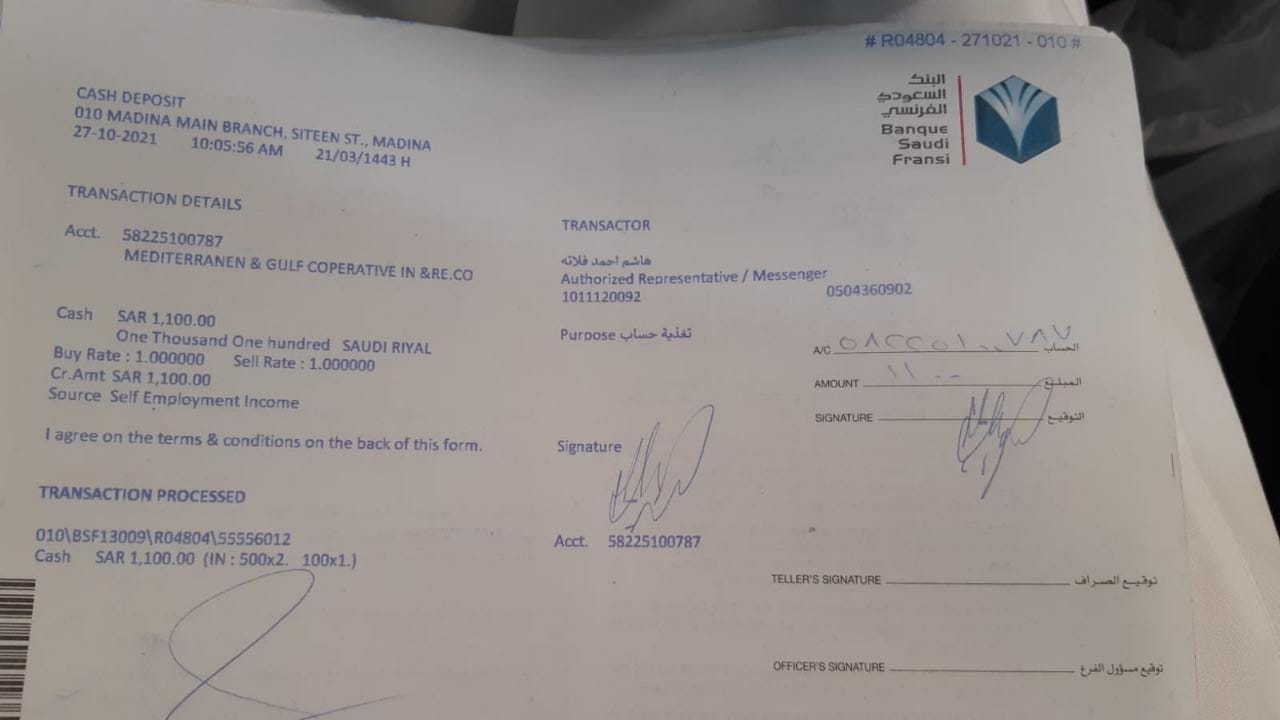 # R04804 - 271021 - 010 #
البنك
السعودي
الفرنسي
Banque
Saudi
Fransi
CASH DEPOSIT
010 MADINA MAIN BRANCH, SITEEN ST., MADINA
27-10-2021 10:05:56 AM 21/03/1443 H
TRANSACTION DETAILS
Acct. 58225100787
MEDITERRANEN & GULF COPERATIVE IN &RE.CO
Cash SAR 1,100.00
One Thousand One hundred SAUDI RIYAL
Buy Rate : 1.000000 Sell Rate : 1.000000
Cr.Amt SAR 1,100.00
Source Self Employment Income
I agree on the terms & conditions on the back of this form.
TRANSACTION PROCESSED
010\BSF13009\R04804\55556012
Cash SAR 1,100.00 (IN : 500x2. 100x1.)
TRANSACTOR
هاشم احمد فلاته
Authorized Representative / Messenger
1011120092 0504360902
Purpose تغذية حساب
Signature
Acct. 58225100787
A/C ٥٨٢٢٥١٠٠٧٨٧ الحساب
AMOUNT ١١٠٠ المبلغ
SIGNATURE التوقيع
TELLER'S SIGNATURE توقيع الصراف
OFFICER'S SIGNATURE توقيع مسؤول الفرع